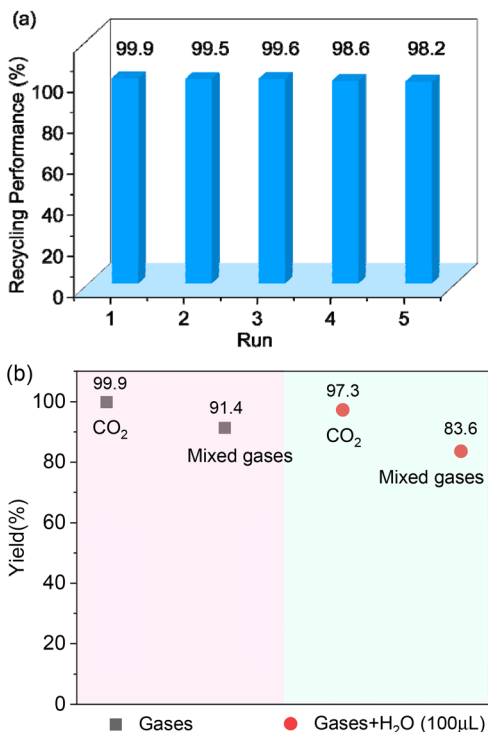 (a)
99.9 99.5 99.6 98.6 98.2
Recycling Performance (%)
100
80
60
40
20
0
1 2 3 4 5
Run
(b)
99.9
CO₂
91.4
Mixed gases
97.3
CO₂
83.6
Mixed gases
Yield(%)
100
80
60
40
20
0
Gases
Gases+H₂O (100μL)